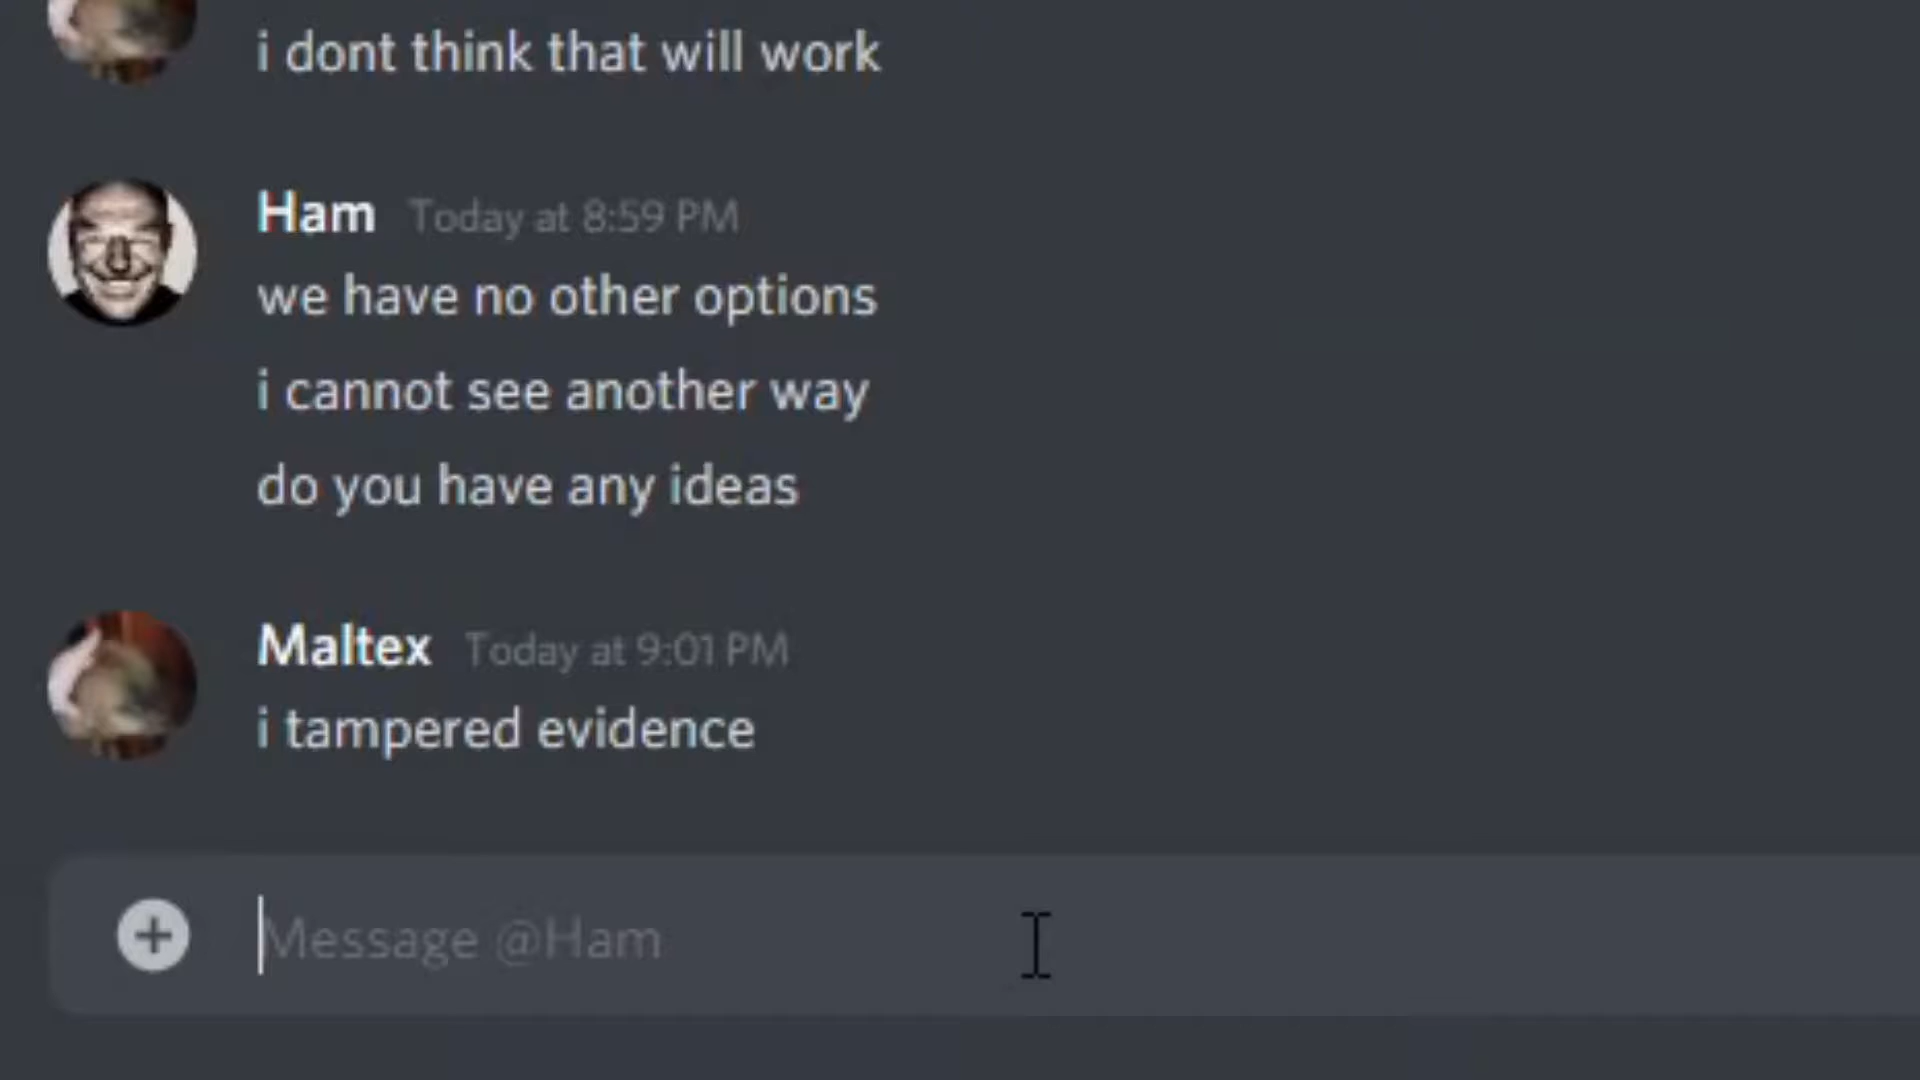 i dont think that will work
Ham Today at 8:59 PM
we have no other options
i cannot see another way
do you have any ideas
Maltex Today at 9:01 PM
i tampered evidence
Message @Ham